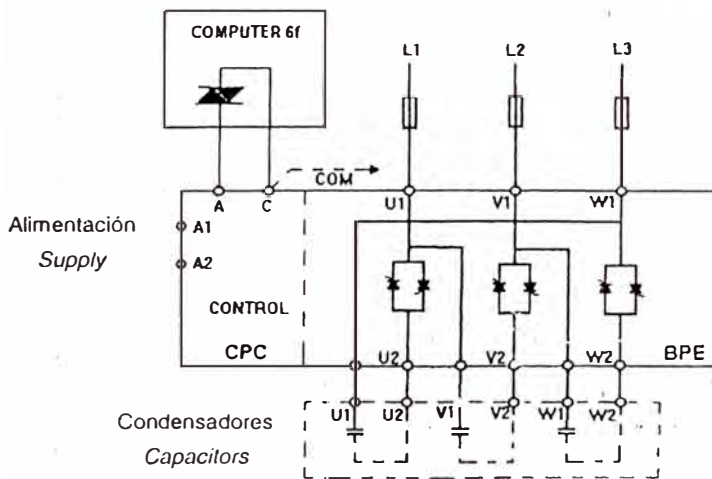 COMPUTER 6f
L1 L2 L3
COM
A C U1 V1 W1
Alimentación
Supply
A1
A2
CONTROL
CPC U2 V2 W2 BPE
U1 U2 V1 V2 W1 W2
Condensadores
Capacitors